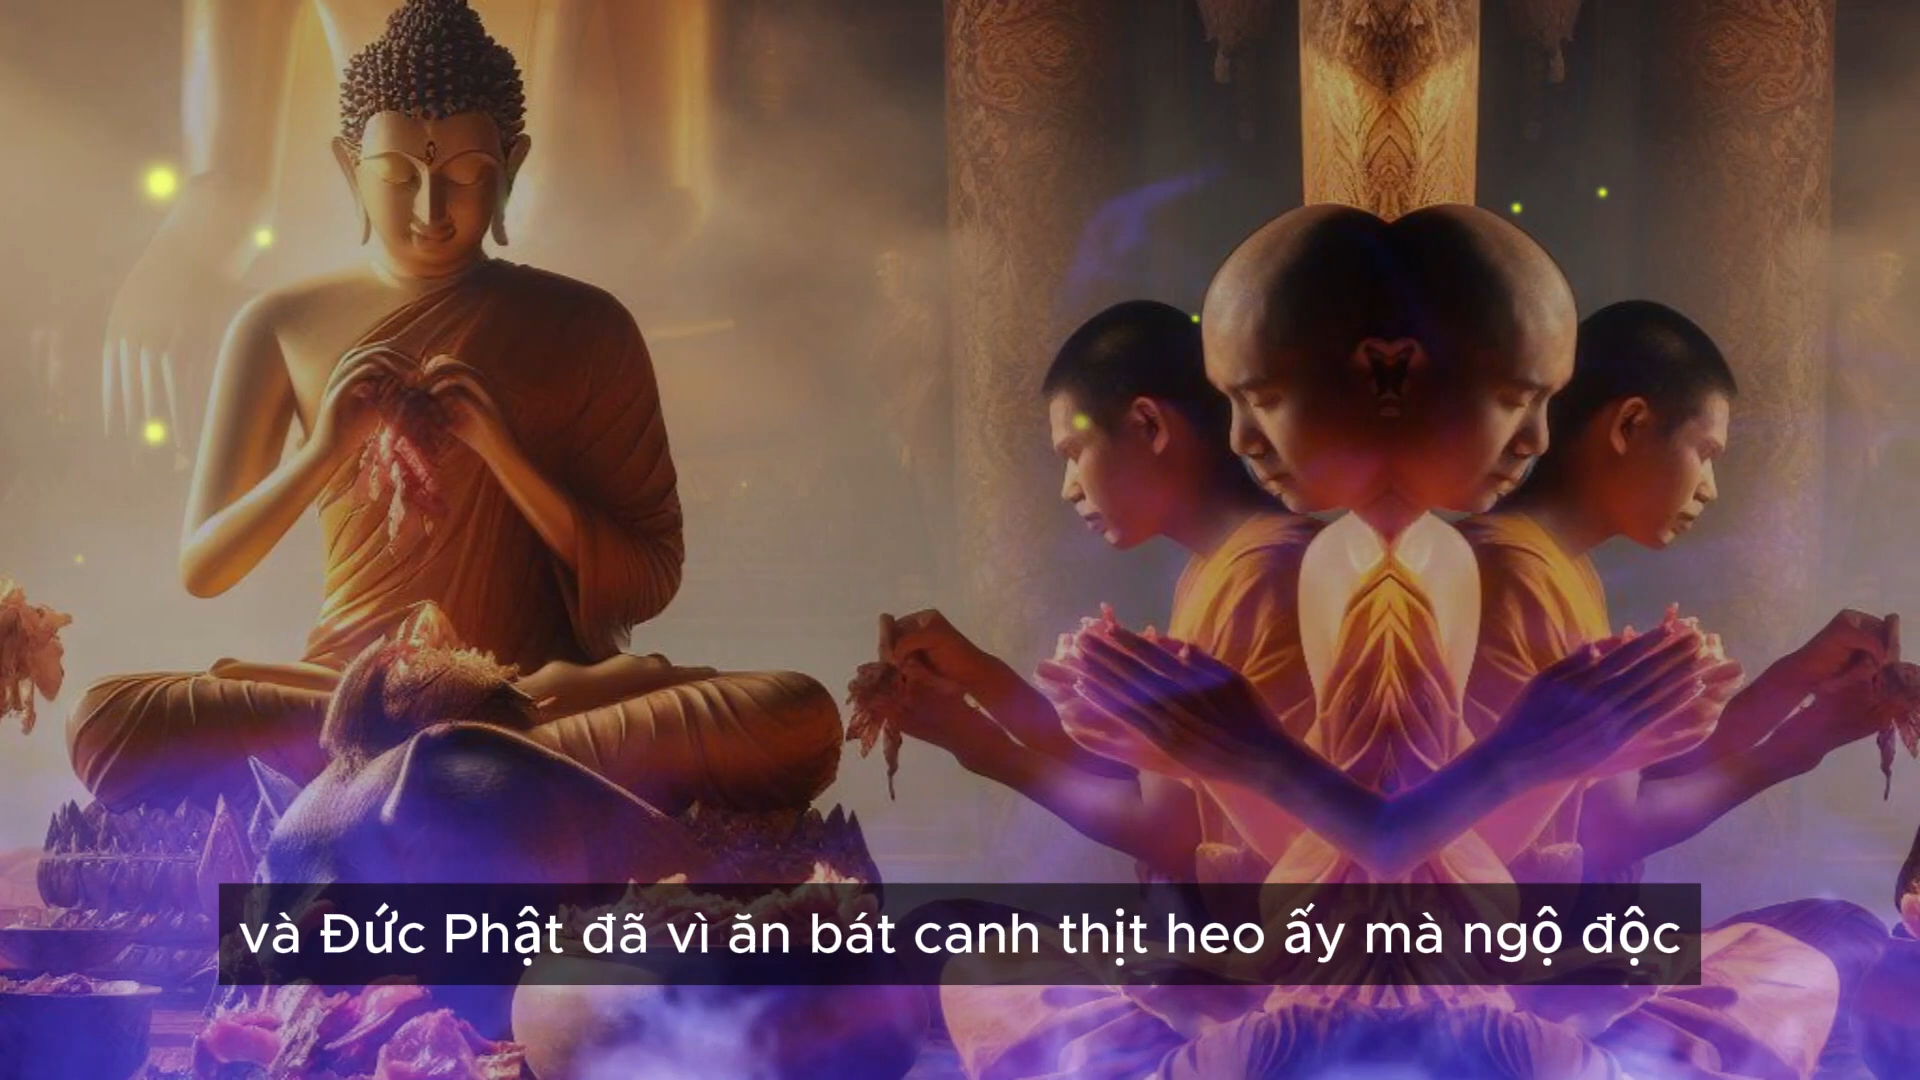 và Đức Phật đã vì ăn bát canh thịt heo ấy mà ngộ độc